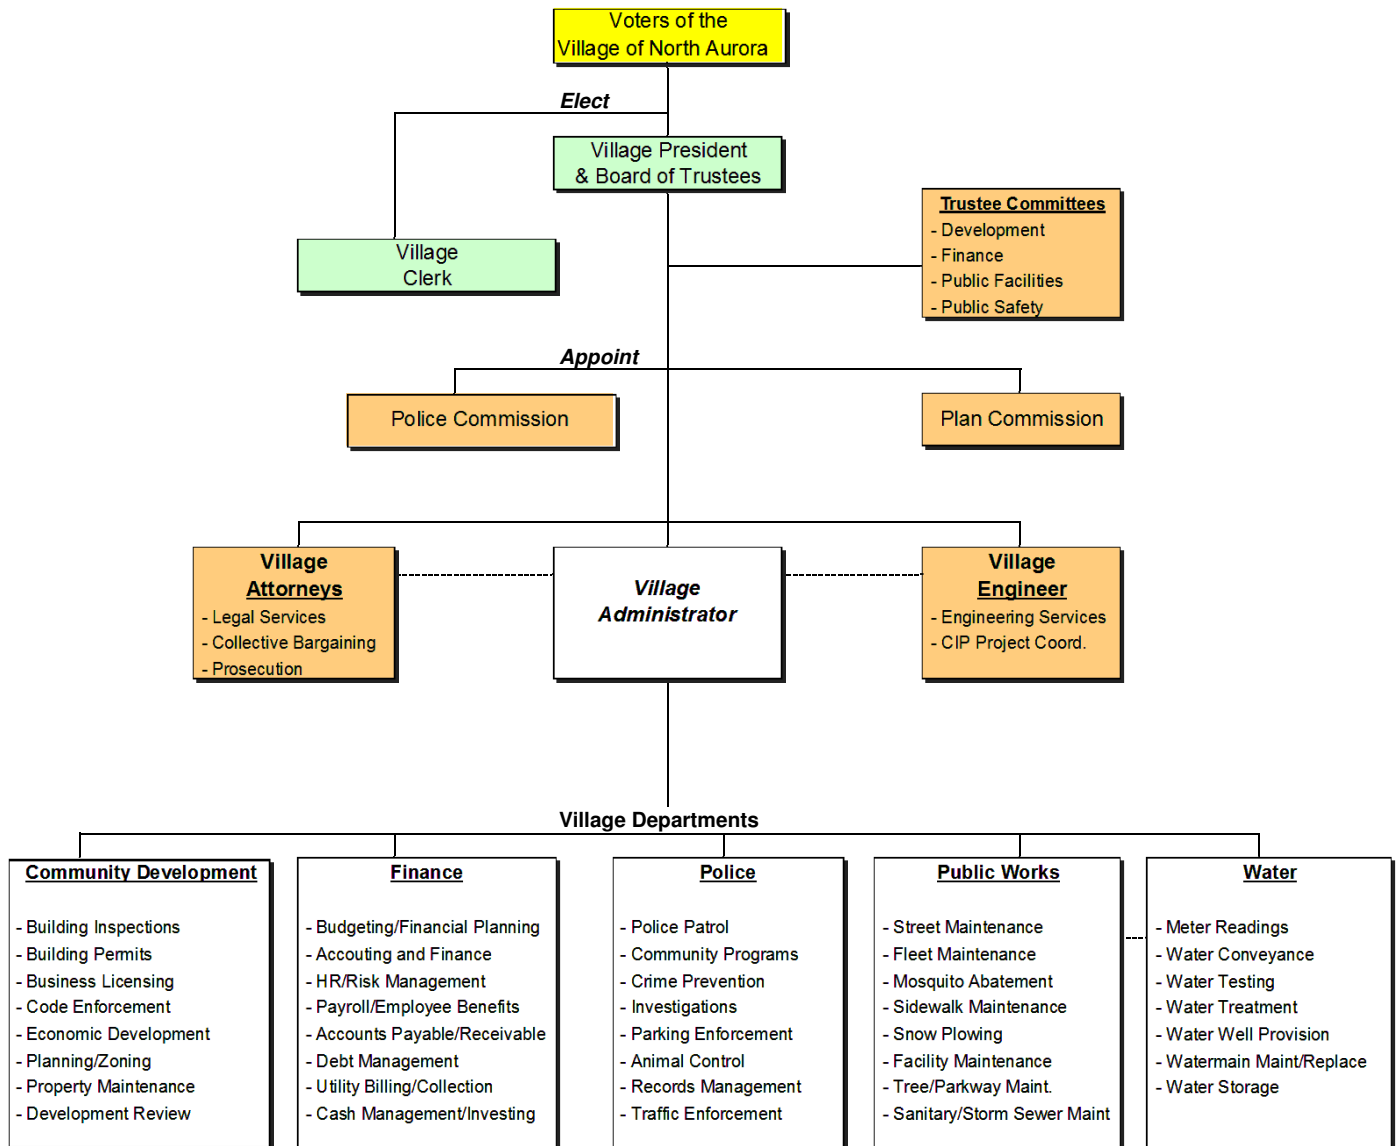 Voters of the
Village of North Aurora
Elect
Village President
& Board of Trustees
Trustee Committees
- Development
- Finance
- Public Facilities
- Public Safety
Village
Clerk
Appoint
Police Commission
Plan Commission
Village
Attorneys
- Legal Services
- Collective Bargaining
- Prosecution
Village
Administrator
Village
Engineer
- Engineering Services
- CIP Project Coord.
Village Departments
Community Development
- Building Inspections
- Building Permits
- Business Licensing
- Code Enforcement
- Economic Development
- Planning/Zoning
- Property Maintenance
- Development Review
Finance
- Budgeting/Financial Planning
- Accouting and Finance
- HR/Risk Management
- Payroll/Employee Benefits
- Accounts Payable/Receivable
- Debt Management
- Utility Billing/Collection
- Cash Management/Investing
Police
- Police Patrol
- Community Programs
- Crime Prevention
- Investigations
- Parking Enforcement
- Animal Control
- Records Management
- Traffic Enforcement
Public Works
- Street Maintenance
- Fleet Maintenance
- Mosquito Abatement
- Sidewalk Maintenance
- Snow Plowing
- Facility Maintenance
- Tree/Parkway Maint.
- Sanitary/Storm Sewer Maint
Water
- Meter Readings
- Water Conveyance
- Water Testing
- Water Treatment
- Water Well Provision
- Watermain Maint/Replace
- Water Storage